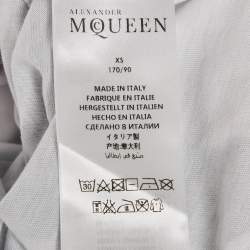 ALEXANDER
McQUEEN
XS
170/90
MADE IN ITALY
FABRIQUE EN ITALIE
HERGESTELLT IN ITALIEN
HECHO EN ITALIA
СДЕЛАНО В ИТАЛИИ
イタリア製
产地:意大利
صنع في إيطاليا
30